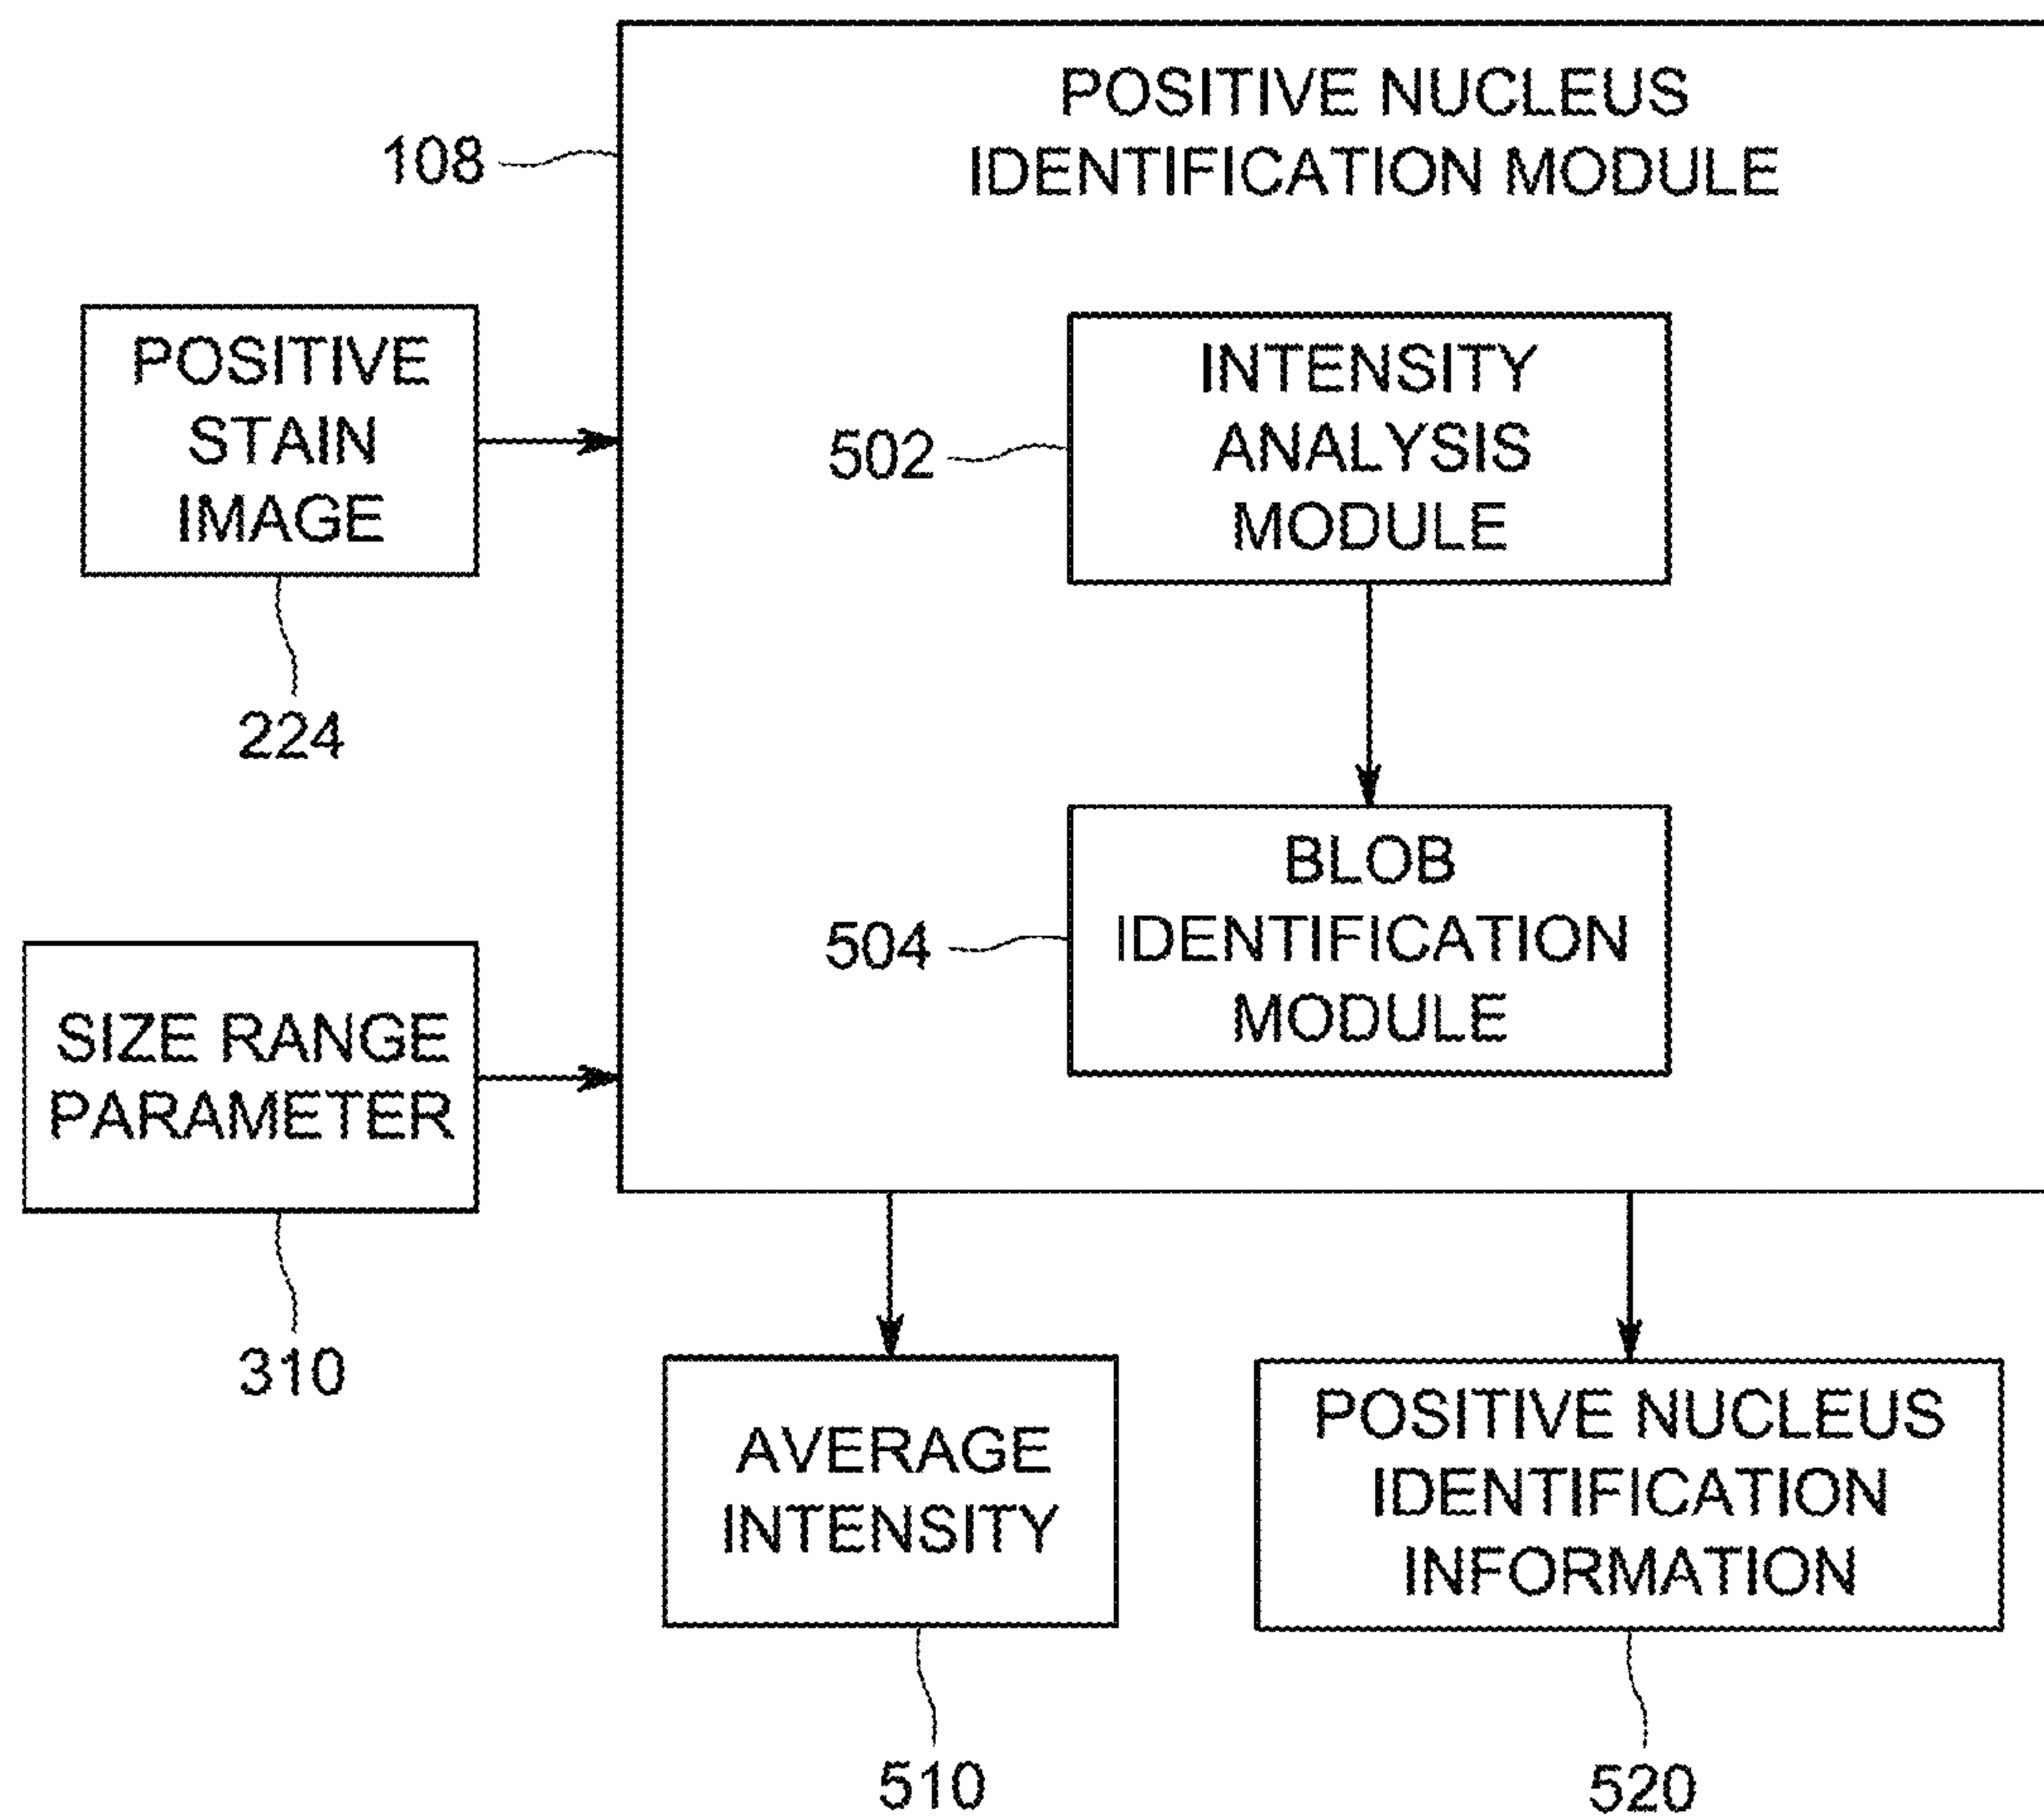 POSITIVE NUCLEUS
IDENTIFICATION MODULE
108
POSITIVE
STAIN
IMAGE
224
INTENSITY
ANALYSIS
MODULE
502
BLOB
IDENTIFICATION
MODULE
504
SIZE RANGE
PARAMETER
310
AVERAGE
INTENSITY
510
POSITIVE NUCLEUS
IDENTIFICATION
INFORMATION
520